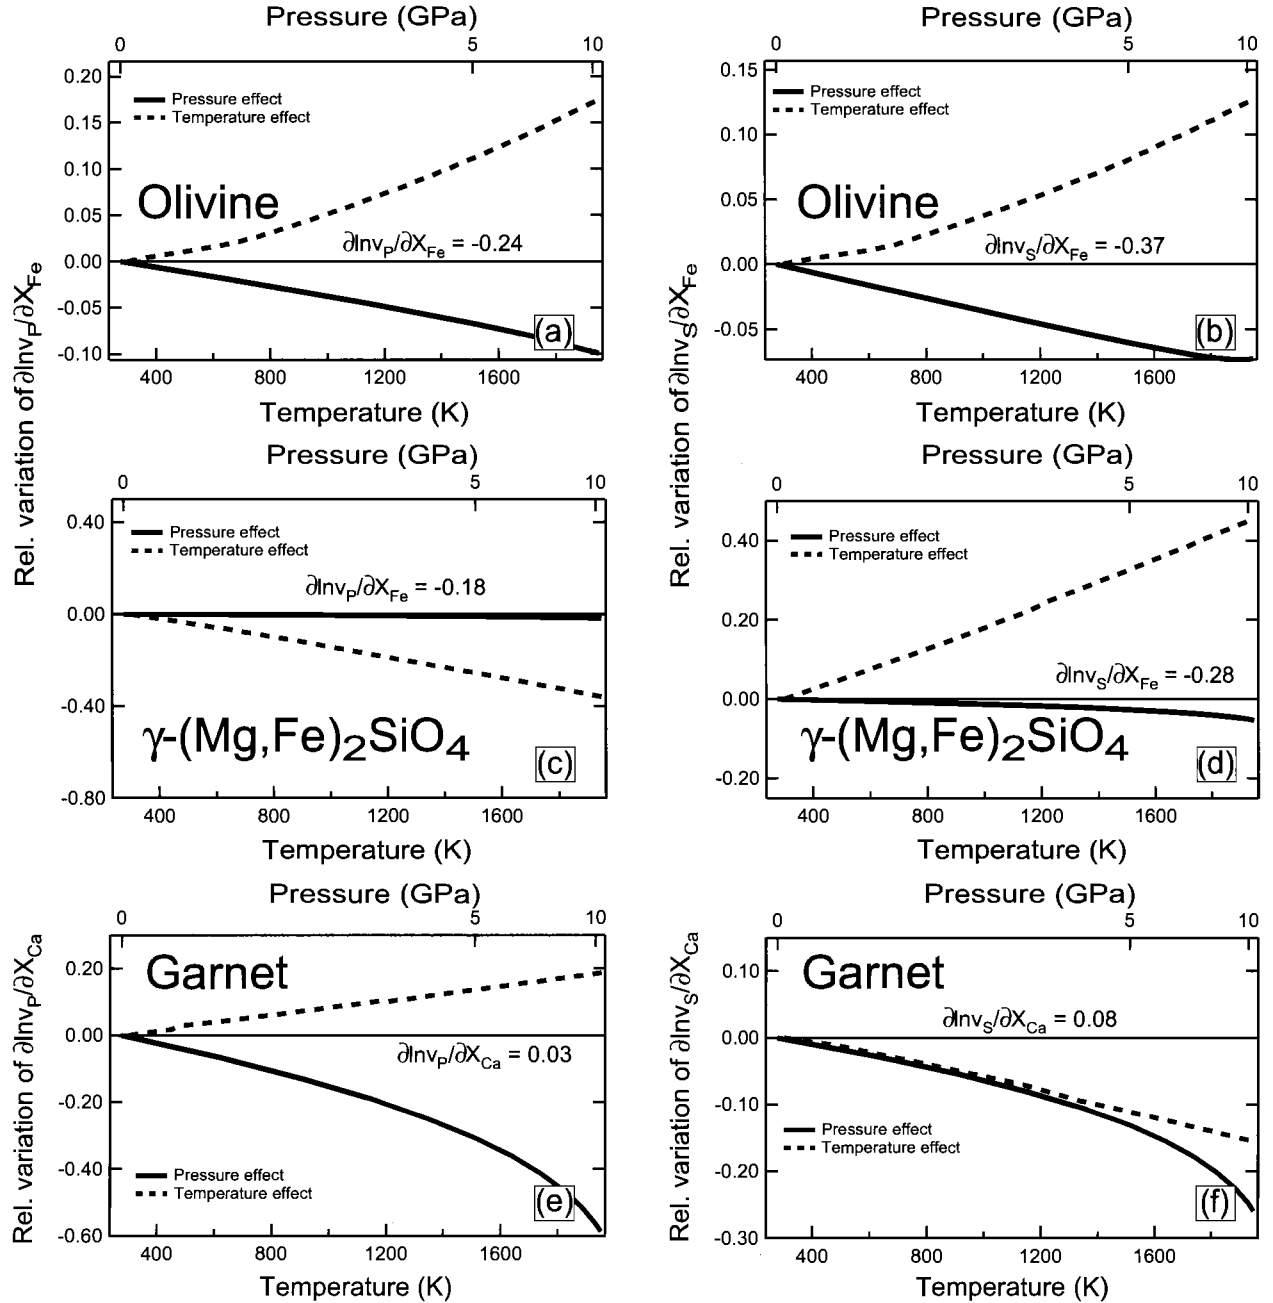 Pressure (GPa)
0 5 10
0.20
0.15
0.10
0.05
0.00
-0.05
-0.10
Pressure effect
Temperature effect
Olivine
∂lnv_P/∂X_Fe = -0.24
(a)
400 800 1200 1600
Temperature (K)
Rel. variation of ∂lnv_P/∂X_Fe
Pressure (GPa)
0 5 10
0.15
0.10
0.05
0.00
-0.05
Pressure effect
Temperature effect
Olivine
∂lnv_S/∂X_Fe = -0.37
(b)
400 800 1200 1600
Temperature (K)
Rel. variation of ∂lnv_S/∂X_Fe
Pressure (GPa)
0 5 10
0.40
0.00
-0.40
-0.80
Pressure effect
Temperature effect
∂lnv_P/∂X_Fe = -0.18
γ-(Mg,Fe)2SiO4
(c)
400 800 1200 1600
Temperature (K)
Pressure (GPa)
0 5 10
0.40
0.20
0.00
-0.20
Pressure effect
Temperature effect
∂lnv_S/∂X_Fe = -0.28
γ-(Mg,Fe)2SiO4
(d)
400 800 1200 1600
Temperature (K)
Pressure (GPa)
0 5 10
0.20
0.00
-0.20
-0.40
-0.60
Garnet
∂lnv_P/∂X_Ca = 0.03
Pressure effect
Temperature effect
(e)
400 800 1200 1600
Temperature (K)
Rel. variation of ∂lnv_P/∂X_Ca
Pressure (GPa)
0 5 10
0.10
0.00
-0.10
-0.20
-0.30
Garnet
∂lnv_S/∂X_Ca = 0.08
Pressure effect
Temperature effect
(f)
400 800 1200 1600
Temperature (K)
Rel. variation of ∂lnv_S/∂X_Ca